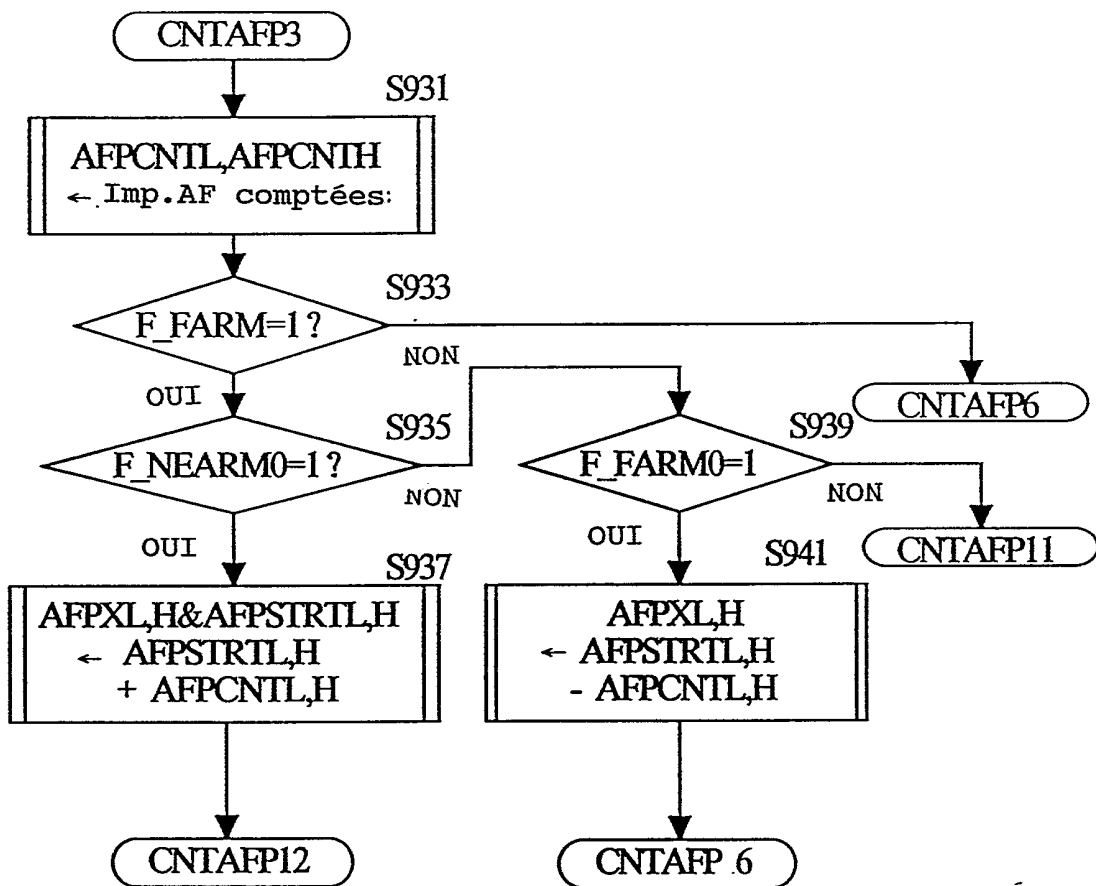 CNTAFP3
S931
AFPCNTL,AFPCNTH
← Imp.AF comptées:
S933
F_FARM=1 ?
NON
OUI
CNTAFP6
S935
F_NEARM0=1 ?
NON
OUI
S939
F_FARM0=1
NON
OUI
CNTAFP11
S937
AFPXL,H&AFPSTRTL,H
← AFPSTRTL,H
+ AFPCNTL,H
S941
AFPXL,H
← AFPSTRTL,H
- AFPCNTL,H
CNTAFP12
CNTAFP .6